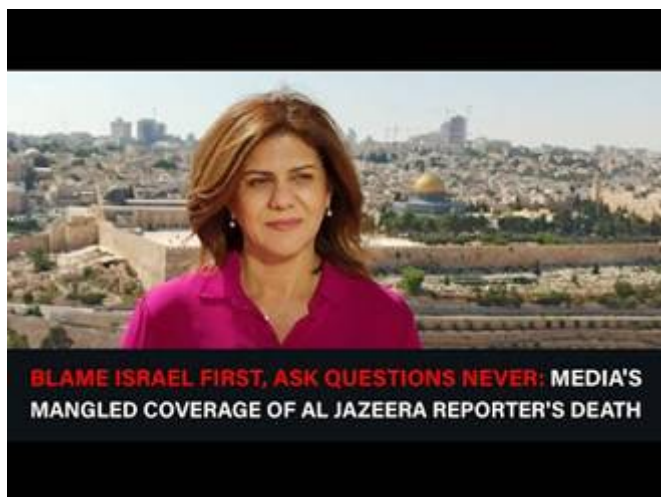 BLAME ISRAEL FIRST, ASK QUESTIONS NEVER: MEDIA'S
MANGLED COVERAGE OF AL JAZEERA REPORTER'S DEATH